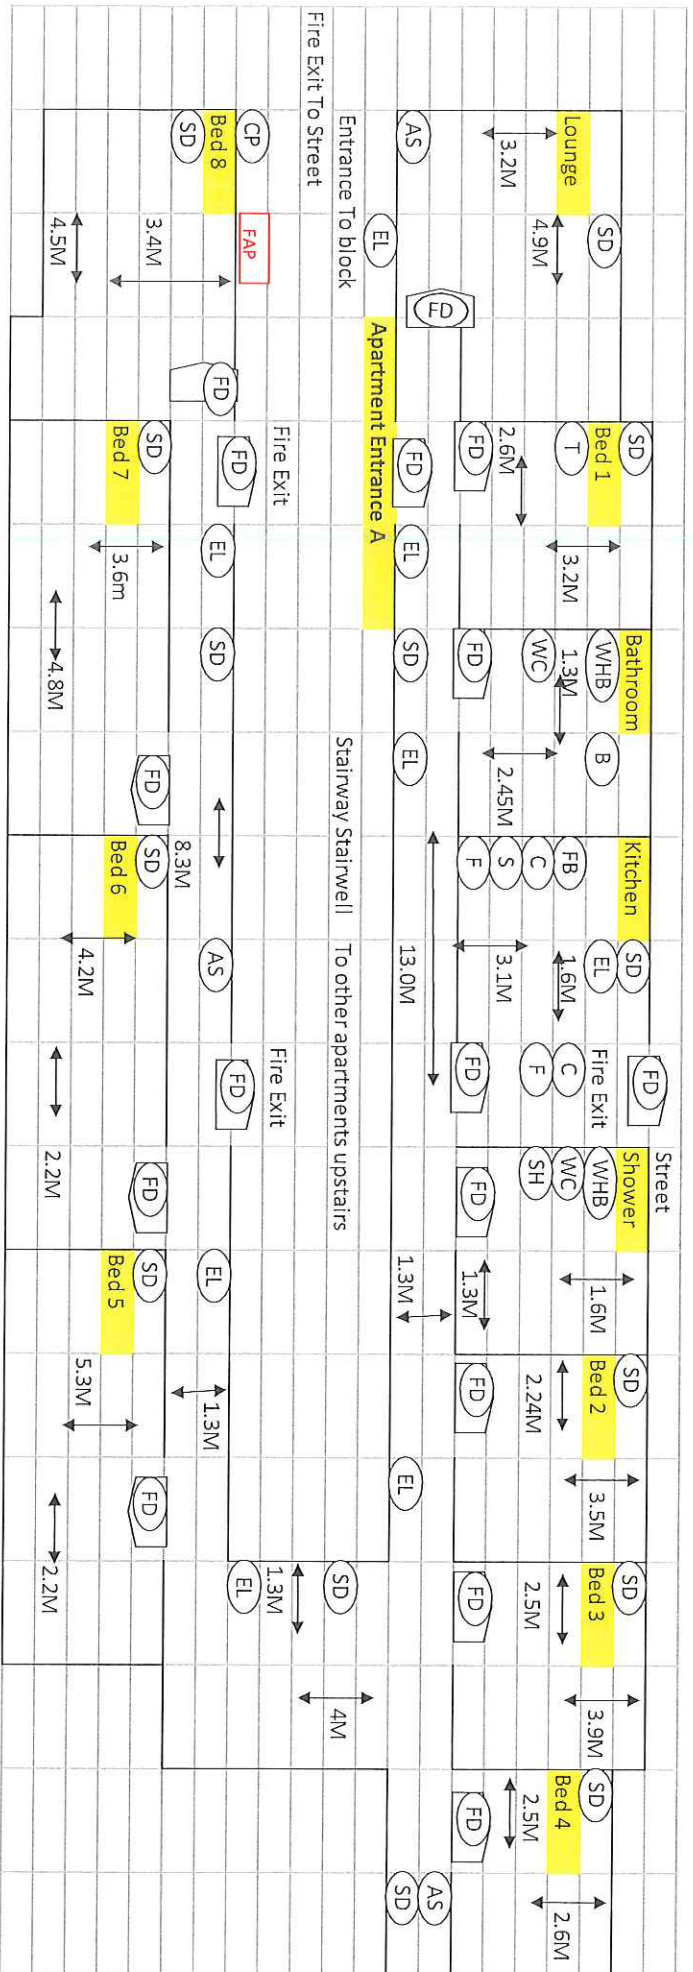 Street
SD Bathroom Kitchen SD FD Shower SD SD
SD Bed 1 WHB B EL Fire Exit WHB 1.6M Bed 2 3.5M Bed 3 3.9M SD
Lounge T 3.2M 1.3M FB 1.6M C WC Bed 4 2.6M
4.9M WC C F SH 2.24M 2.5M 2.5M
3.2M 2.6M 2.45M S 3.1M
FD FD F FD FD 1.3M FD FD FD
FD AS
AS FD EL SD EL 13.0M 1.3M EL SD
EL Apartment Entrance A
Entrance To block Stairway Stairwell To other apartments upstairs SD 4M
Fire Exit To Street
Fire Exit Fire Exit 1.3M
CP FAP FD FD EL
Bed 8 FD EL SD AS EL 1.3M
SD 8.3M
3.4M SD FD SD FD SD FD
Bed 7 3.6m Bed 6 Bed 5
4.2M 5.3M
4.5M 4.8M 2.2M 2.2M